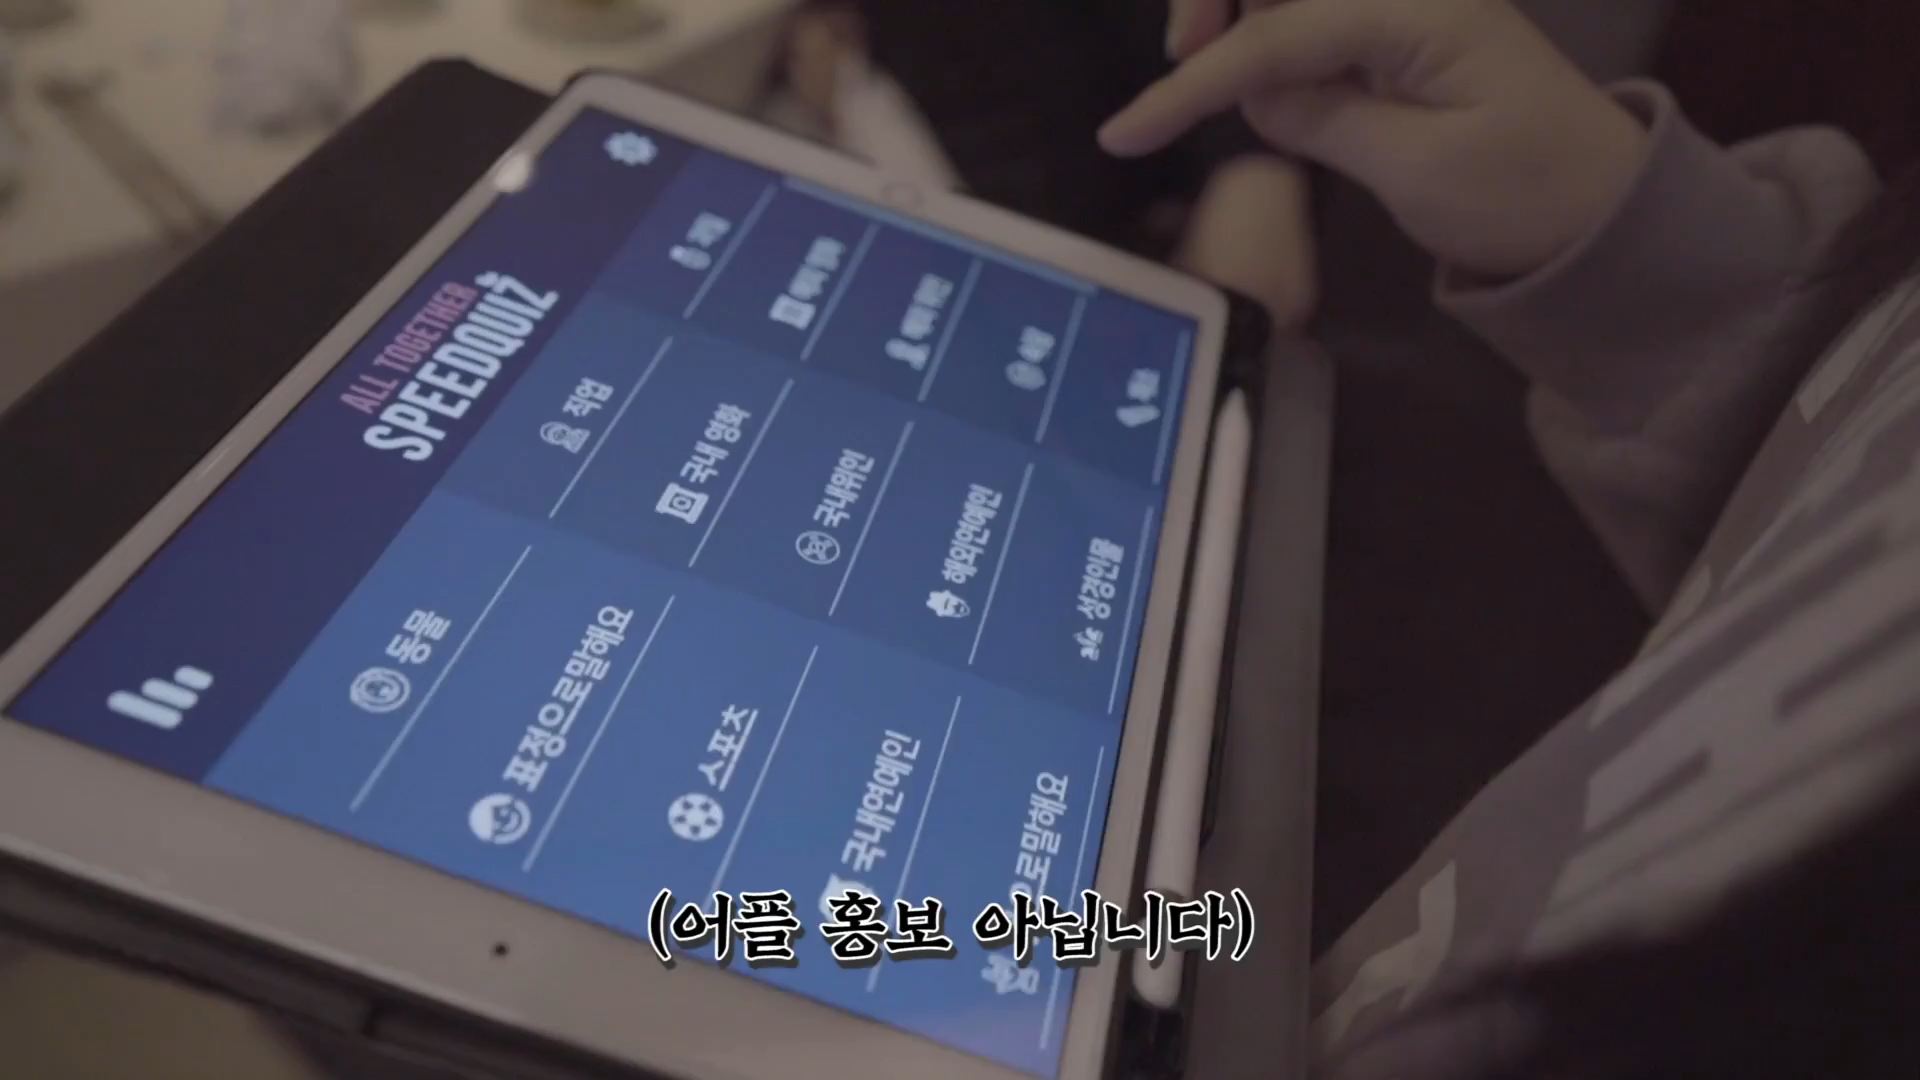 ALL TOGETHER
SPEEDQUIZ
동물
직업
표정으로말해요
국내 영화
스포츠
국내위인
국내연예인
해외연예인
성경인물
으로말해요
(어플 홍보 아닙니다)